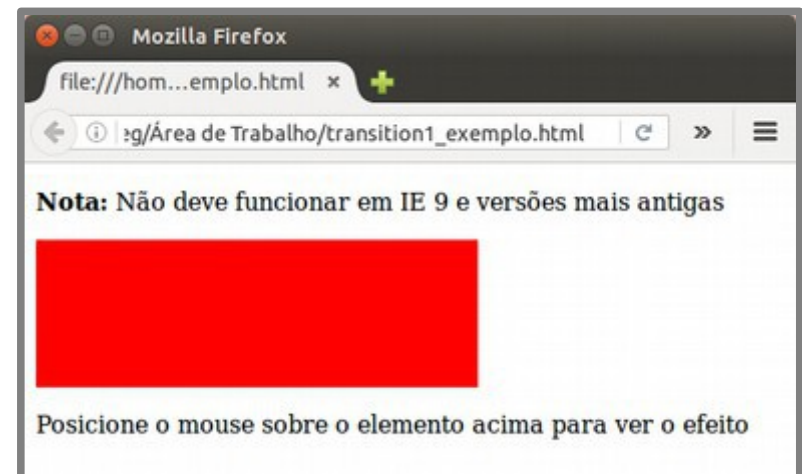 Mozilla Firefox
file:///hom...emplo.html
eg/Área de Trabalho/transition1_exemplo.html
Nota: Não deve funcionar em IE 9 e versões mais antigas
Posicione o mouse sobre o elemento acima para ver o efeito